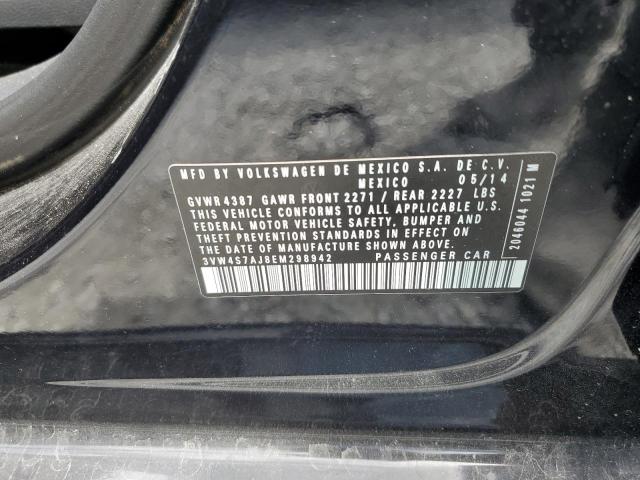 MFD BY VOLKSWAGEN DE MEXICO S.A. DE C.V.
MEXICO 05/14
GVWR 4387 GAWR FRONT 2271 / REAR 2227 LBS
THIS VEHICLE CONFORMS TO ALL APPLICABLE U.S.
FEDERAL MOTOR VEHICLE SAFETY, BUMPER AND
THEFT PREVENTION STANDARDS IN EFFECT ON
THE DATE OF MANUFACTURE SHOWN ABOVE.
3VW4S7AJ8EM298942 PASSENGER CAR
2046044 1021 M